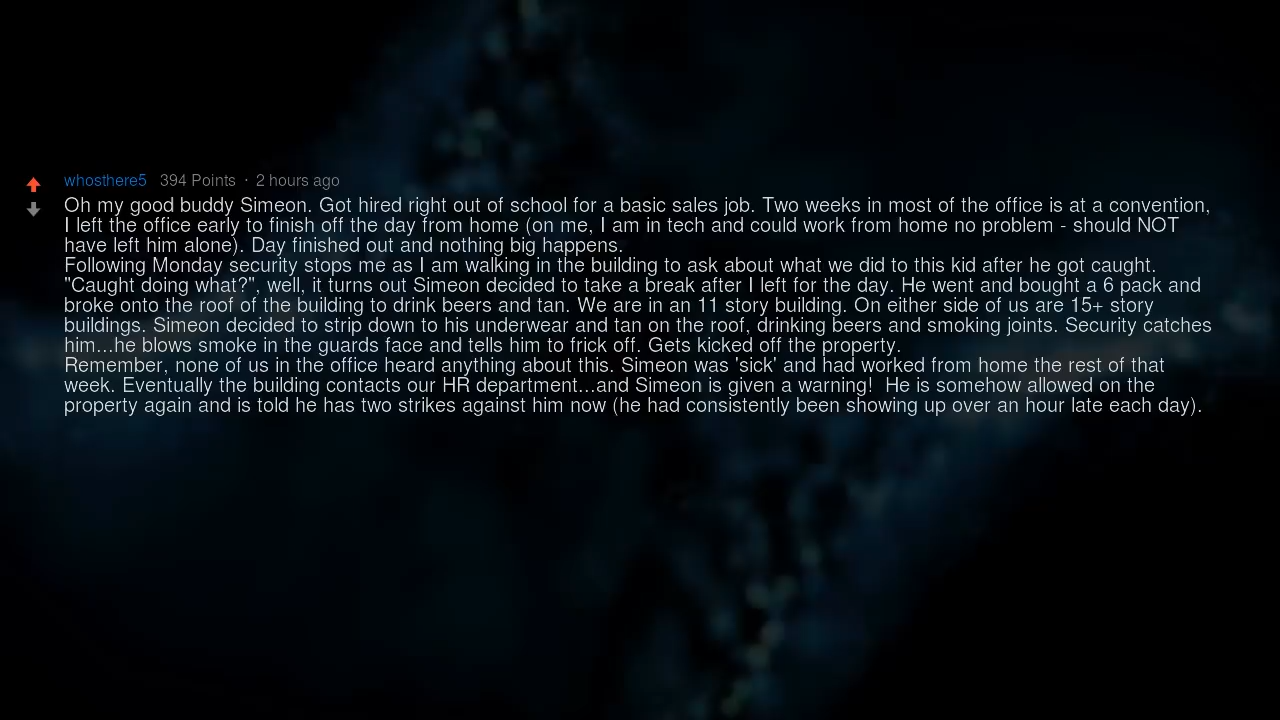 whosthere5 394 Points · 2 hours ago
Oh my good buddy Simeon. Got hired right out of school for a basic sales job. Two weeks in most of the office is at a convention,
I left the office early to finish off the day from home (on me, I am in tech and could work from home no problem - should NOT
have left him alone). Day finished out and nothing big happens.
Following Monday security stops me as I am walking in the building to ask about what we did to this kid after he got caught.
"Caught doing what?", well, it turns out Simeon decided to take a break after I left for the day. He went and bought a 6 pack and
broke onto the roof of the building to drink beers and tan. We are in an 11 story building. On either side of us are 15+ story
buildings. Simeon decided to strip down to his underwear and tan on the roof, drinking beers and smoking joints. Security catches
him...he blows smoke in the guards face and tells him to frick off. Gets kicked off the property.
Remember, none of us in the office heard anything about this. Simeon was 'sick' and had worked from home the rest of that
week. Eventually the building contacts our HR department...and Simeon is given a warning!  He is somehow allowed on the
property again and is told he has two strikes against him now (he had consistently been showing up over an hour late each day).